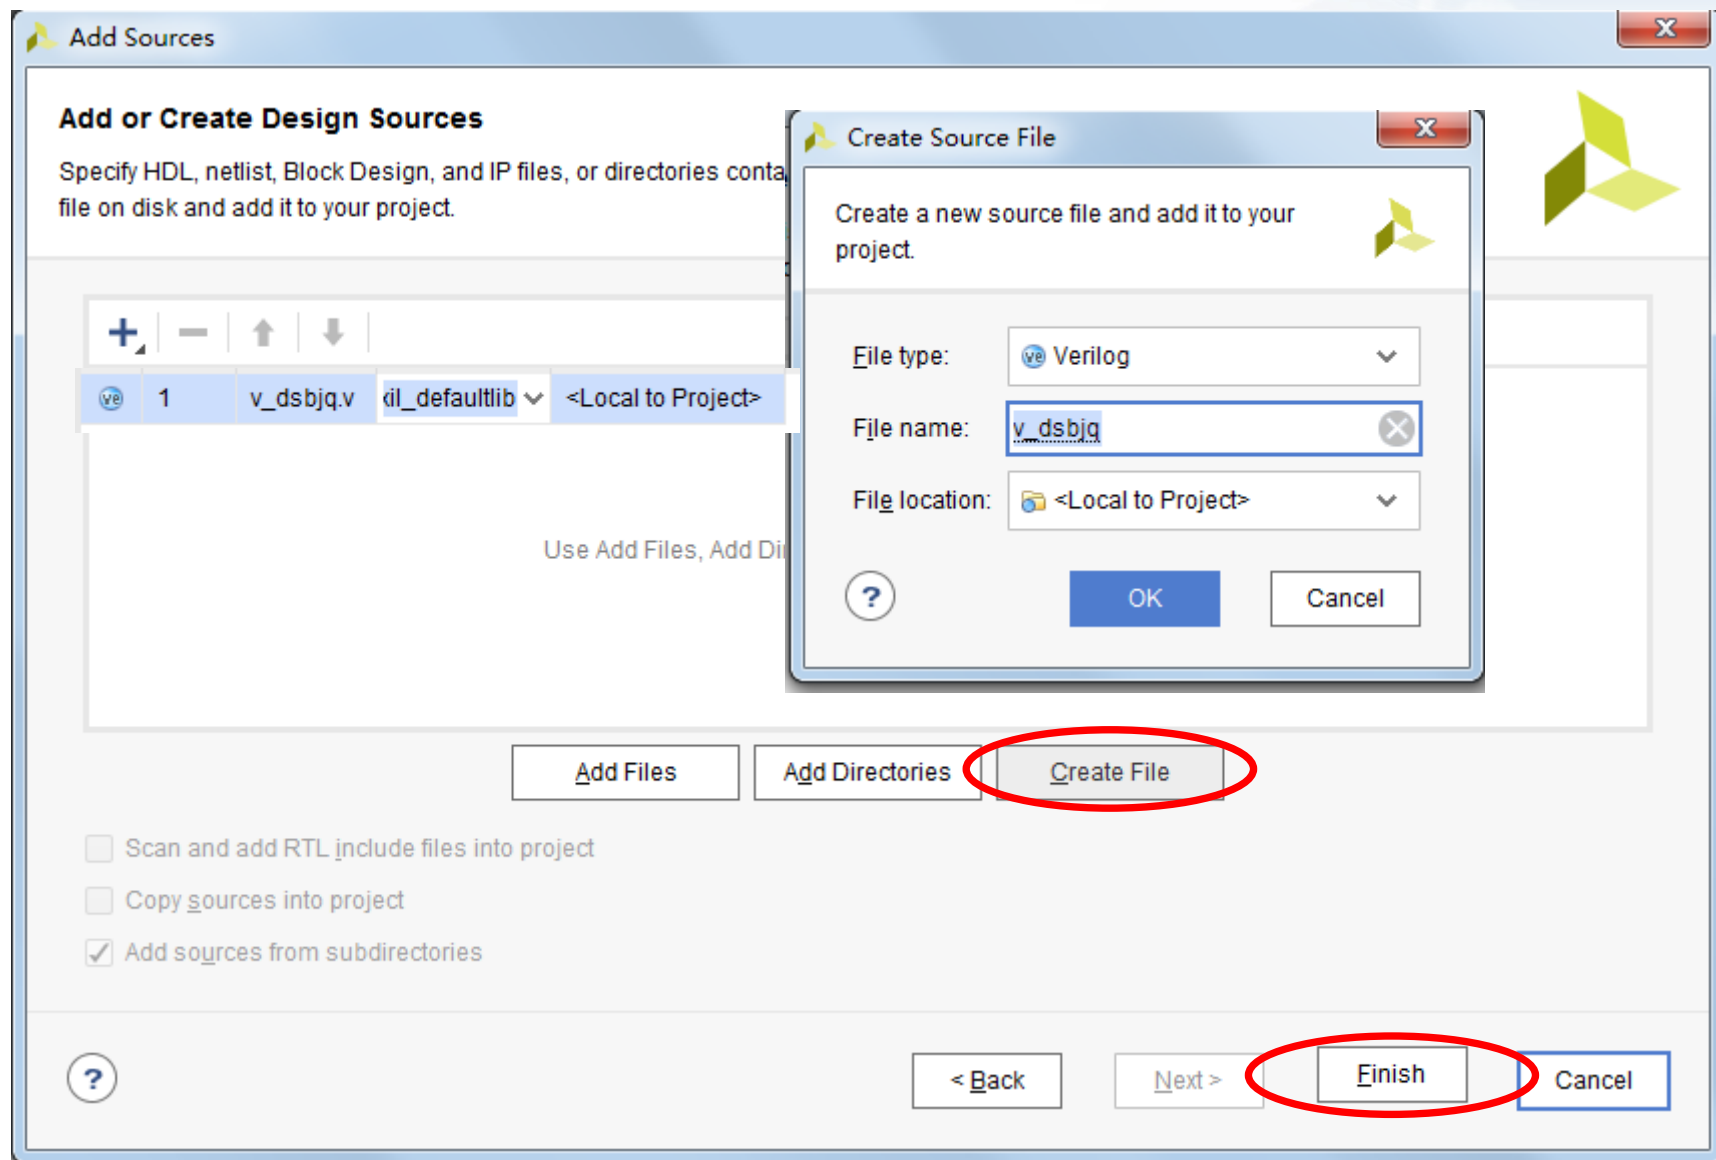 Add Sources
Add or Create Design Sources
Specify HDL, netlist, Block Design, and IP files, or directories conta
file on disk and add it to your project.
1 v_dsbjq.v xil_defaultlib <Local to Project>
Use Add Files, Add Di
Create Source File
Create a new source file and add it to your
project.
File type: Verilog
File name: v_dsbjq
File location: <Local to Project>
? OK Cancel
Add Files Add Directories Create File
Scan and add RTL include files into project
Copy sources into project
Add sources from subdirectories
? < Back Next > Finish Cancel